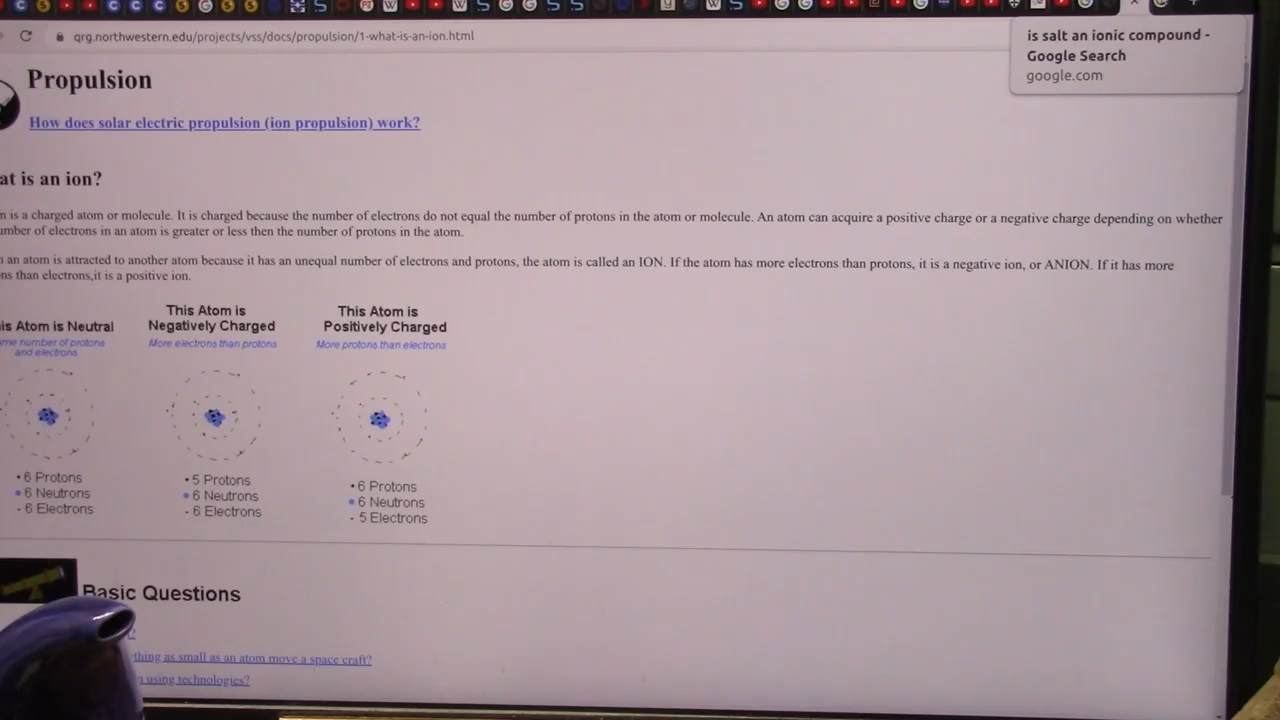 qrg.northwestern.edu/projects/vss/docs/propulsion/1-what-is-an-ion.html
is salt an ionic compound -
Google Search
google.com
Propulsion
How does solar electric propulsion (ion propulsion) work?
at is an ion?
n is a charged atom or molecule. It is charged because the number of electrons do not equal the number of protons in the atom or molecule. An atom can acquire a positive charge or a negative charge depending on whether
umber of electrons in an atom is greater or less then the number of protons in the atom.
an atom is attracted to another atom because it has an unequal number of electrons and protons, the atom is called an ION. If the atom has more electrons than protons, it is a negative ion, or ANION. If it has more
ns than electrons,it is a positive ion.
is Atom is Neutral
me number of protons
and electrons
This Atom is
Negatively Charged
More electrons than protons
This Atom is
Positively Charged
More protons than electrons
• 6 Protons
• 6 Neutrons
- 6 Electrons
• 5 Protons
• 6 Neutrons
- 6 Electrons
• 6 Protons
• 6 Neutrons
- 5 Electrons
Basic Questions
?
thing as small as an atom move a space craft?
n using technologies?